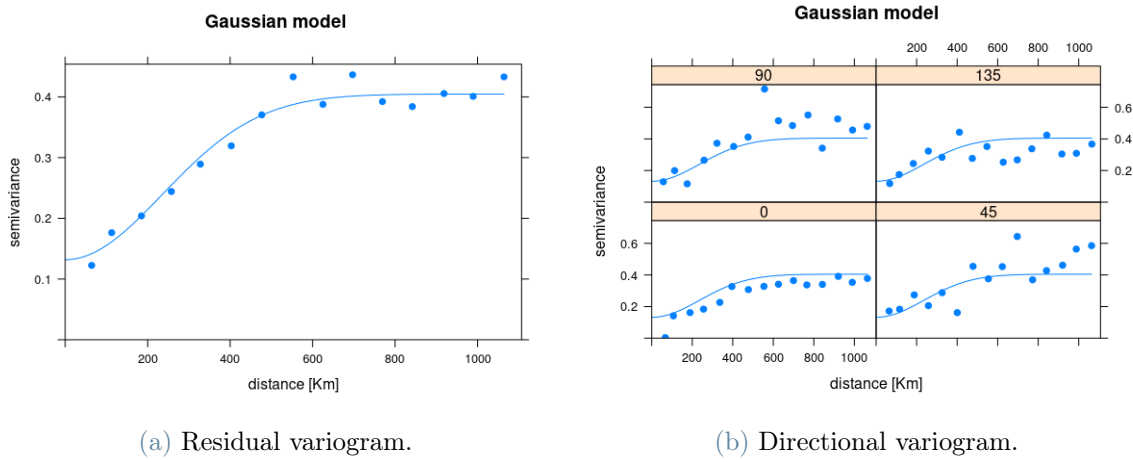 Gaussian model
0.4
0.3
0.2
0.1
semivariance
200 400 600 800 1000
distance [Km]
(a) Residual variogram.
Gaussian model
200 400 600 800 1000
90 135
0.6
0.4
0.2
0 45
0.6
0.4
0.2
semivariance
200 400 600 800 1000
distance [Km]
(b) Directional variogram.